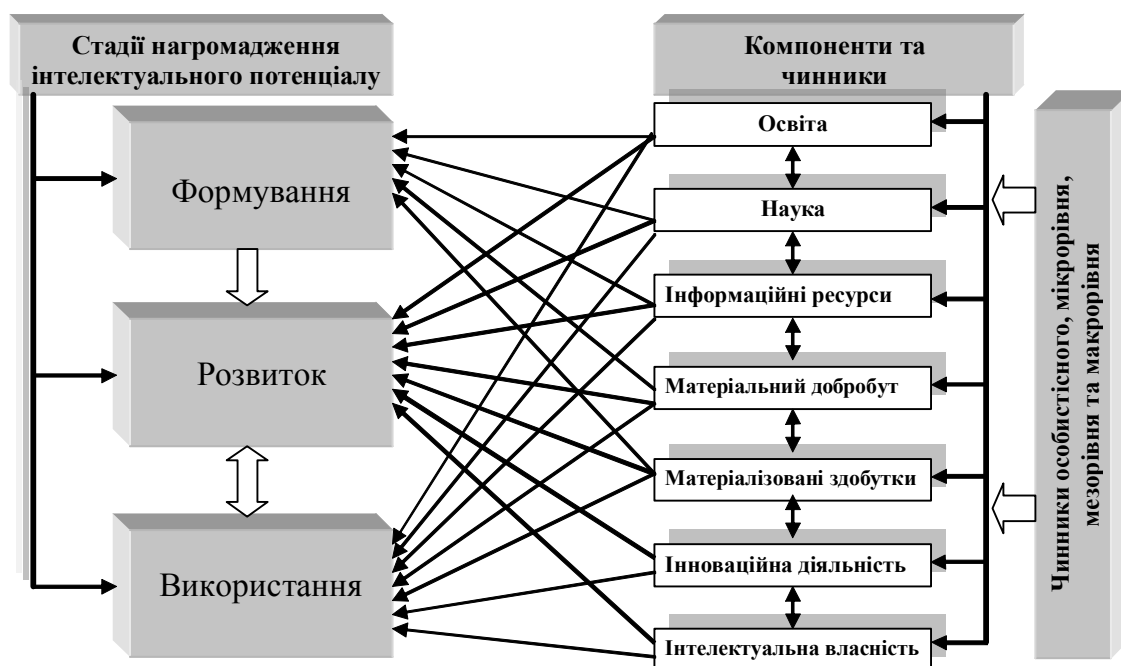 Стадії нагромадження
інтелектуального потенціалу
Формування
Розвиток
Використання
Компоненти та
чинники
Освіта
Наука
Інформаційні ресурси
Матеріальний добробут
Матеріалізовані здобутки
Інноваційна діяльність
Інтелектуальна власність
Чинники особистісного, мікрорівня,
мезорівня та макрорівня